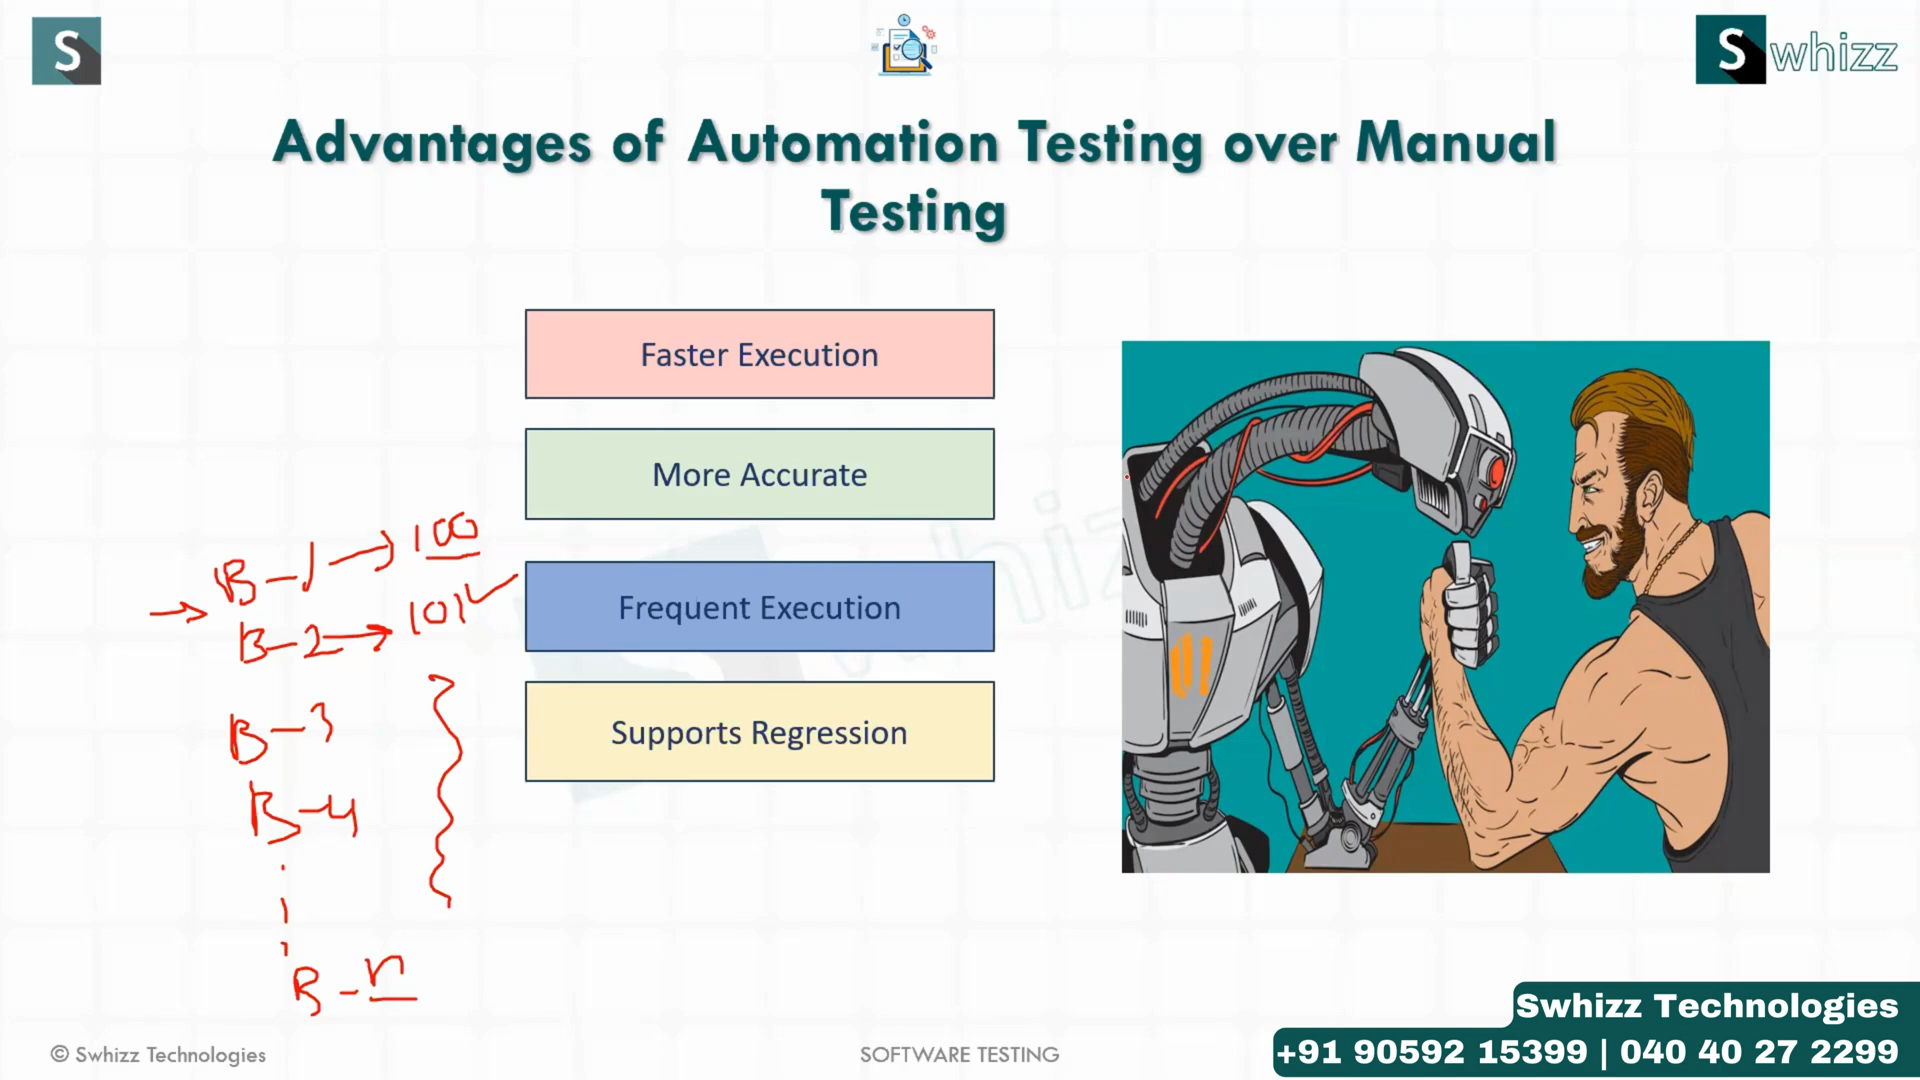 S
S whizz
Advantages of Automation Testing over Manual
Testing
Faster Execution
More Accurate
Frequent Execution
Supports Regression
B-1 → 100
→
B-2 → 101 ✓
B-3
B-4
B-n
© Swhizz Technologies
SOFTWARE TESTING
Swhizz Technologies
+91 90592 15399 | 040 40 27 2299